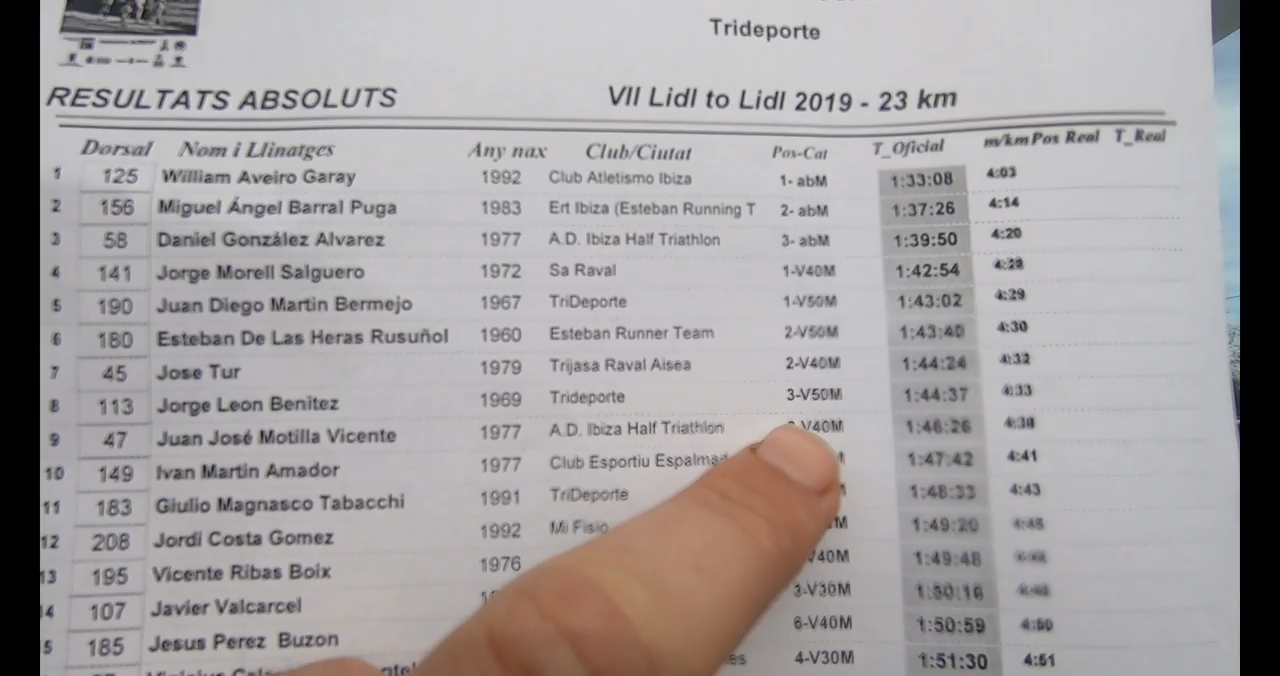 Trideporte
RESULTATS ABSOLUTS VII Lidl to Lidl 2019 - 23 km
Dorsal Nom i Llinatges Any nax Club/Ciutat Pos-Cat T_Oficial m/km Pos Real T_Real
1 125 William Aveiro Garay 1992 Club Atletismo Ibiza 1- abM 1:33:08 4:03
2 156 Miguel Ángel Barral Puga 1983 Ert Ibiza (Esteban Running T 2- abM 1:37:26 4:14
3 58 Daniel González Alvarez 1977 A.D. Ibiza Half Triathlon 3- abM 1:39:50 4:20
4 141 Jorge Morell Salguero 1972 Sa Raval 1-V40M 1:42:54 4:28
5 190 Juan Diego Martin Bermejo 1967 TriDeporte 1-V50M 1:43:02 4:29
6 180 Esteban De Las Heras Rusuñol 1960 Esteban Runner Team 2-V50M 1:43:40 4:30
7 45 Jose Tur 1979 Trijasa Raval Aisea 2-V40M 1:44:24 4:32
8 113 Jorge Leon Benitez 1969 Trideporte 3-V50M 1:44:37 4:33
9 47 Juan José Motilla Vicente 1977 A.D. Ibiza Half Triathlon V40M 1:46:26 4:38
10 149 Ivan Martin Amador 1977 Club Esportiu Espalmad 1:47:42 4:41
11 183 Giulio Magnasco Tabacchi 1991 TriDeporte 1:48:33 4:43
12 208 Jordi Costa Gomez 1992 Mi Fisio M 1:49:20
13 195 Vicente Ribas Boix 1976 V40M 1:49:48
14 107 Javier Valcarcel 3-V30M 1:50:16
5 185 Jesus Perez Buzon 6-V40M 1:50:59 4:50
es 4-V30M 1:51:30 4:51